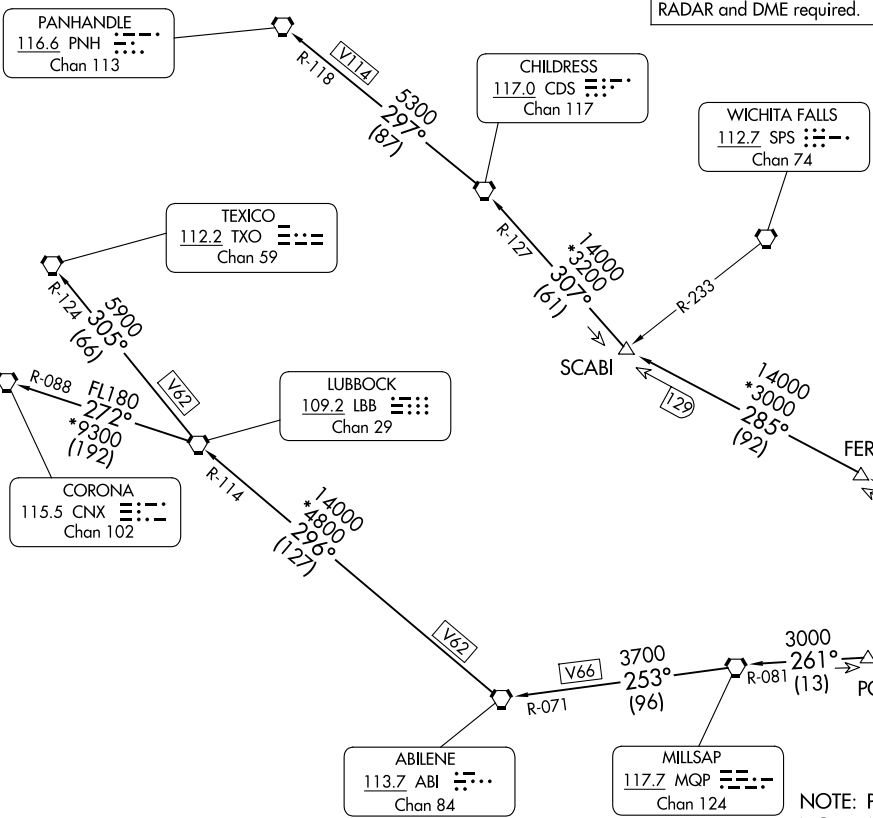 RADAR and DME required.
PANHANDLE
116.6 PNH
Chan 113
V114
R-118
5300
297°
(87)
CHILDRESS
117.0 CDS
Chan 117
WICHITA FALLS
112.7 SPS
Chan 74
R-127
14000
*3200
307°
(61)
R-233
SCABI
TEXICO
112.2 TXO
Chan 59
R-124
5900
305°
(66)
V62
129
14000
*3000
285°
(92)
FER
R-088
FL180
272°
*9300
(192)
LUBBOCK
109.2 LBB
Chan 29
CORONA
115.5 CNX
Chan 102
R-114
14000
*4800
296°
(127)
V62
V66
3700
253°
(96)
R-071
3000
261°
(13)
R-081
PO
ABILENE
113.7 ABI
Chan 84
MILLSAP
117.7 MQP
Chan 124
NOTE: